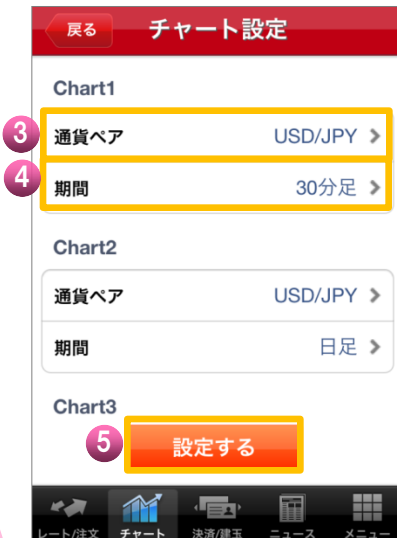 戻る チャート設定
Chart1
3 通貨ペア USD/JPY >
4 期間 30分足 >
Chart2
通貨ペア USD/JPY >
期間 日足 >
Chart3
5 設定する
レート/注文 チャート 決済/建玉 ニュース メニュー